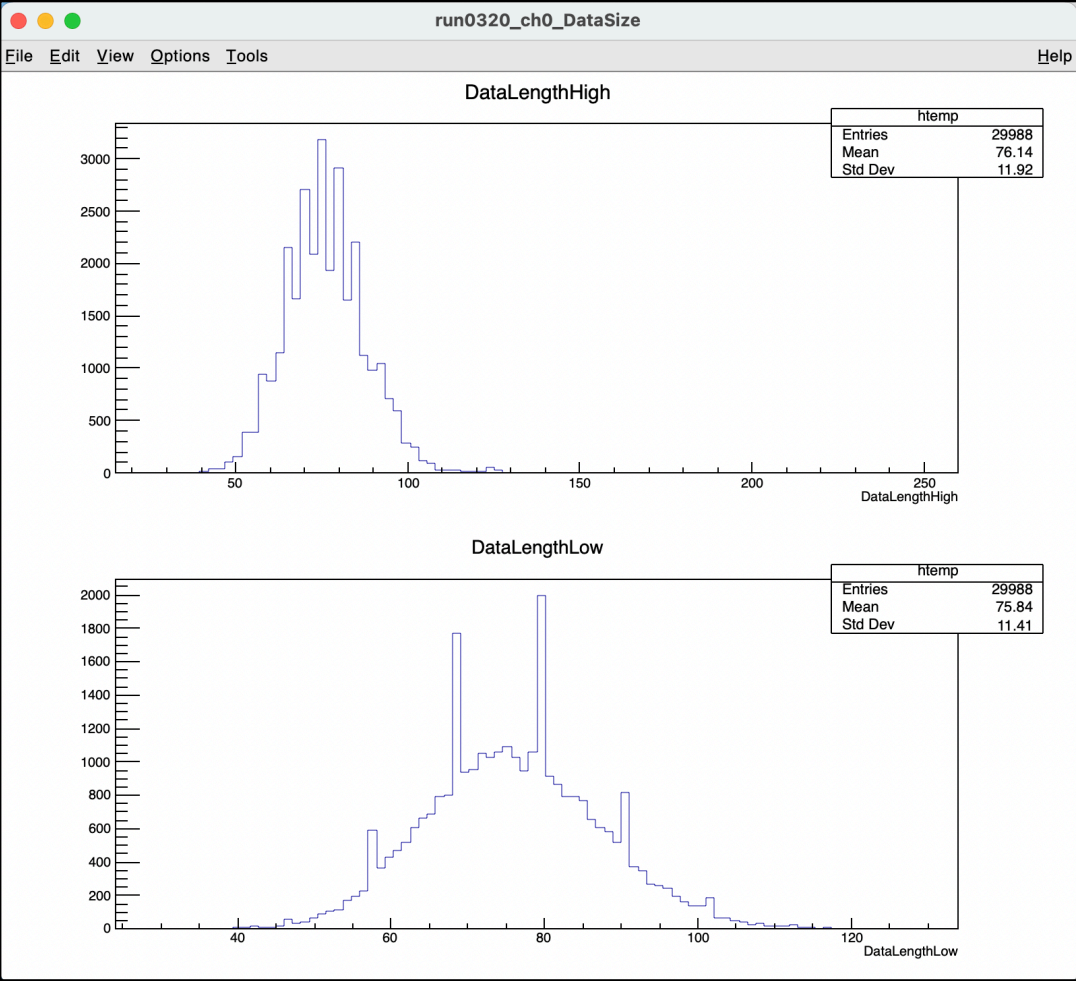 run0320_ch0_DataSize
File Edit View Options Tools Help
DataLengthHigh
htemp
Entries 29988
Mean 76.14
Std Dev 11.92
3000
2500
2000
1500
1000
500
0
50 100 150 200 250
DataLengthHigh
DataLengthLow
htemp
Entries 29988
Mean 75.84
Std Dev 11.41
2000
1800
1600
1400
1200
1000
800
600
400
200
0
40 60 80 100 120
DataLengthLow